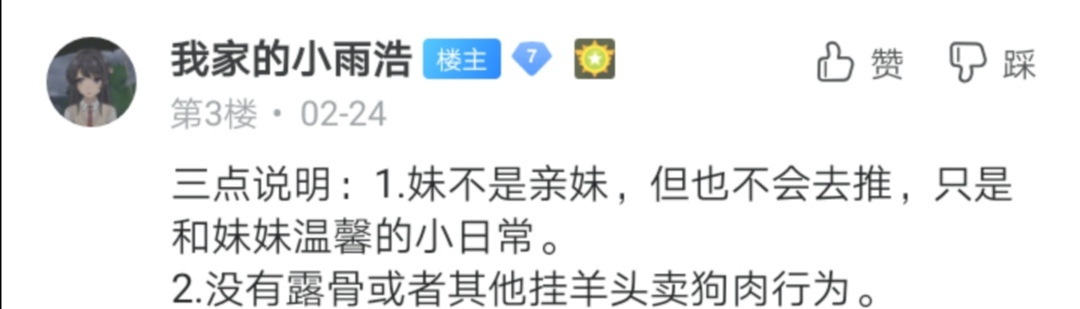 我家的小雨浩 楼主 7 赞 踩
第3楼 · 02-24
三点说明：1.妹不是亲妹，但也不会去推，只是
和妹妹温馨的小日常。
2.没有露骨或者其他挂羊头卖狗肉行为。